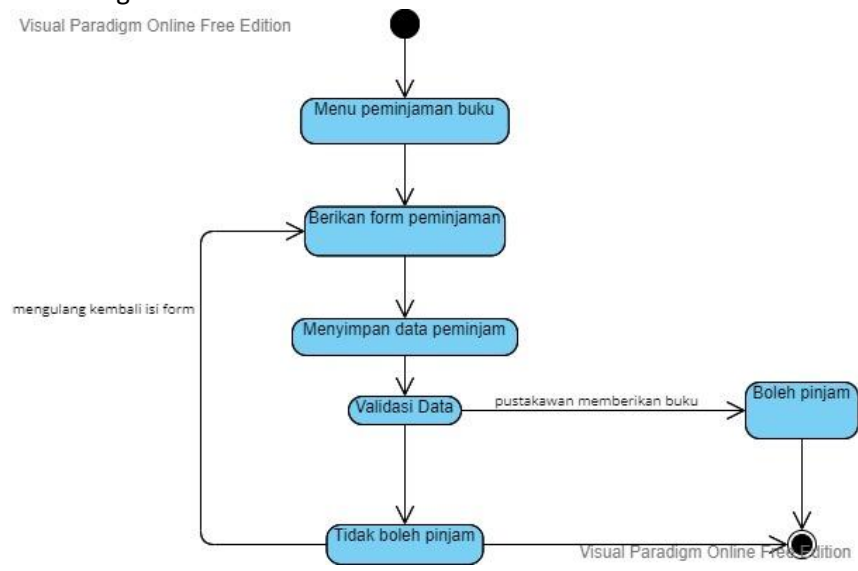 Visual Paradigm Online Free Edition
Menu peminjaman buku
Berikan form peminjaman
mengulang kembali isi form
Menyimpan data peminjam
Validasi Data
pustakawan memberikan buku
Boleh pinjam
Tidak boleh pinjam
Visual Paradigm Online Free Edition